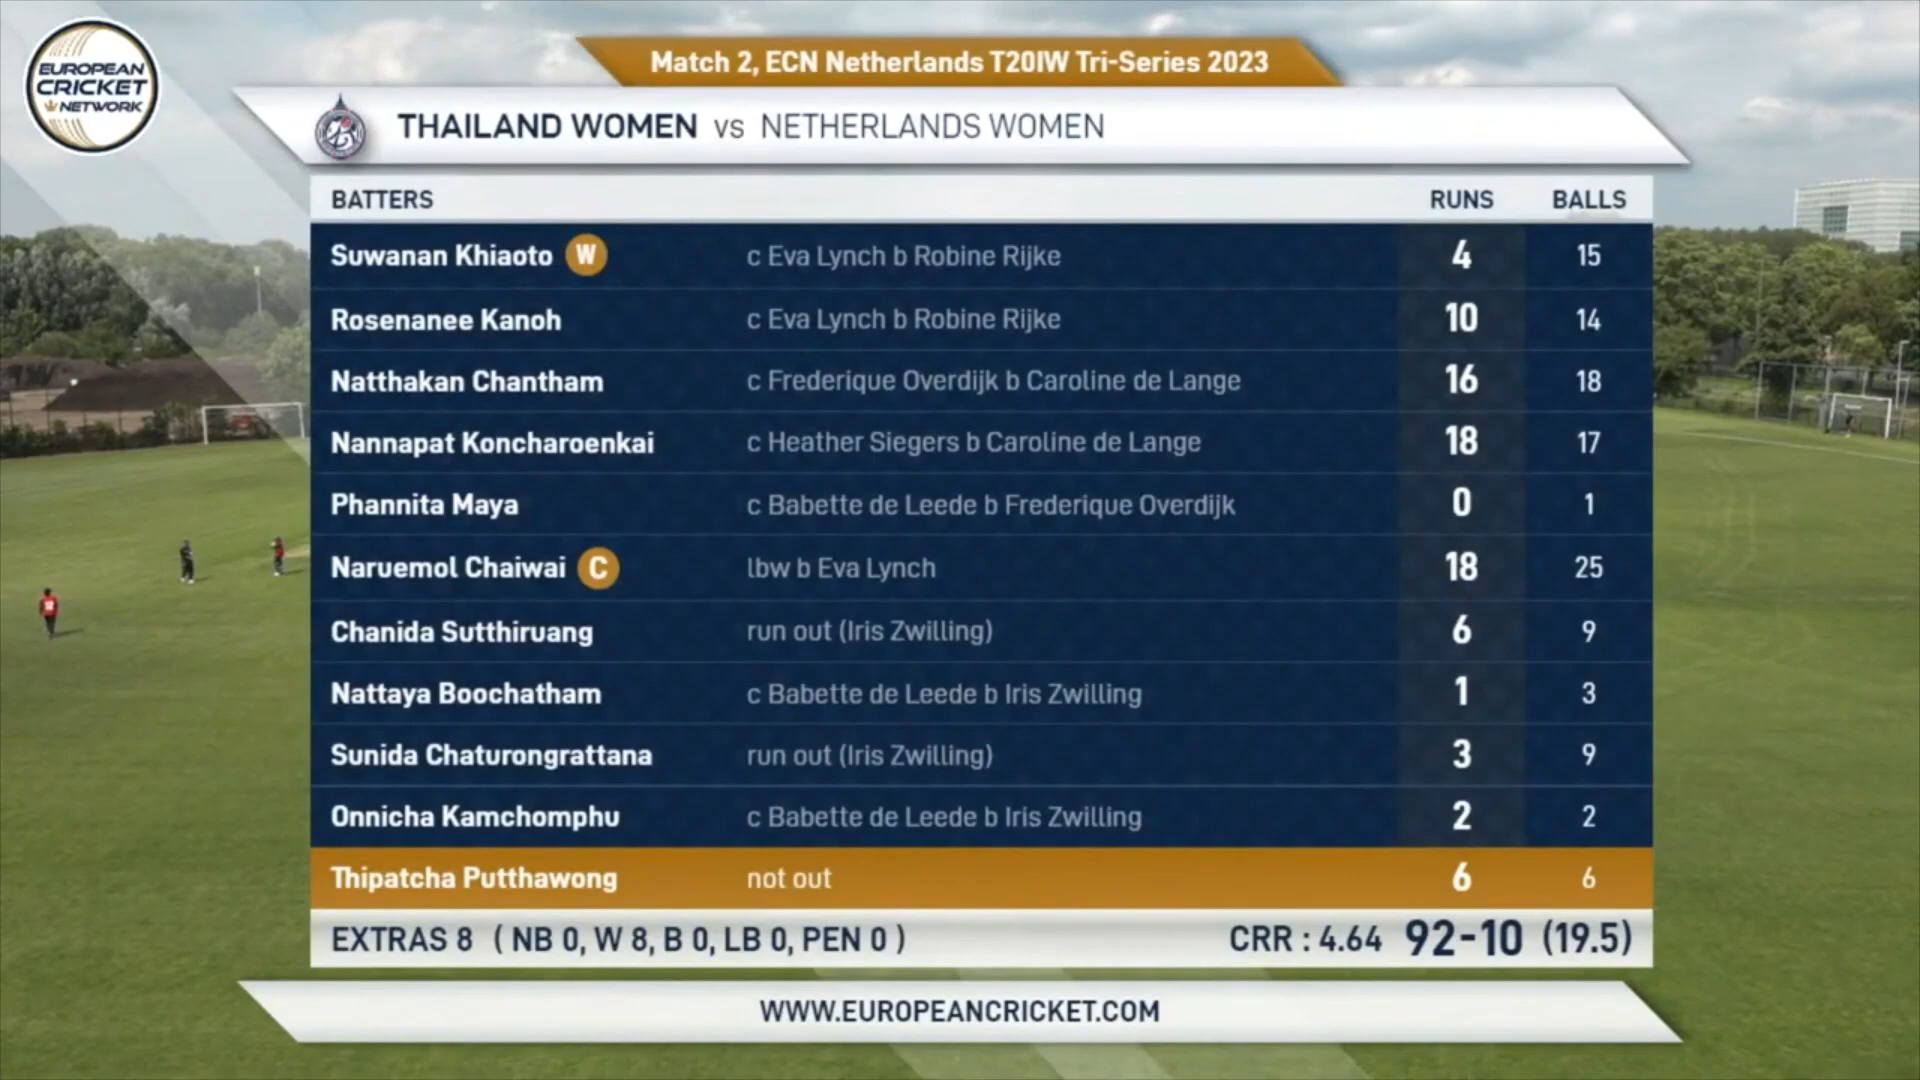 EUROPEAN
CRICKET
NETWORK
Match 2, ECN Netherlands T20IW Tri-Series 2023
THAILAND WOMEN vs NETHERLANDS WOMEN
BATTERS RUNS BALLS
Suwanan Khiaoto W c Eva Lynch b Robine Rijke 4 15
Rosenanee Kanoh c Eva Lynch b Robine Rijke 10 14
Natthakan Chantham c Frederique Overdijk b Caroline de Lange 16 18
Nannapat Koncharoenkai c Heather Siegers b Caroline de Lange 18 17
Phannita Maya c Babette de Leede b Frederique Overdijk 0 1
Naruemol Chaiwai C lbw b Eva Lynch 18 25
Chanida Sutthiruang run out (Iris Zwilling) 6 9
Nattaya Boochatham c Babette de Leede b Iris Zwilling 1 3
Sunida Chaturongrattana run out (Iris Zwilling) 3 9
Onnicha Kamchomphu c Babette de Leede b Iris Zwilling 2 2
Thipatcha Putthawong not out 6 6
EXTRAS 8 ( NB 0, W 8, B 0, LB 0, PEN 0 ) CRR : 4.64 92-10 (19.5)
WWW.EUROPEANCRICKET.COM